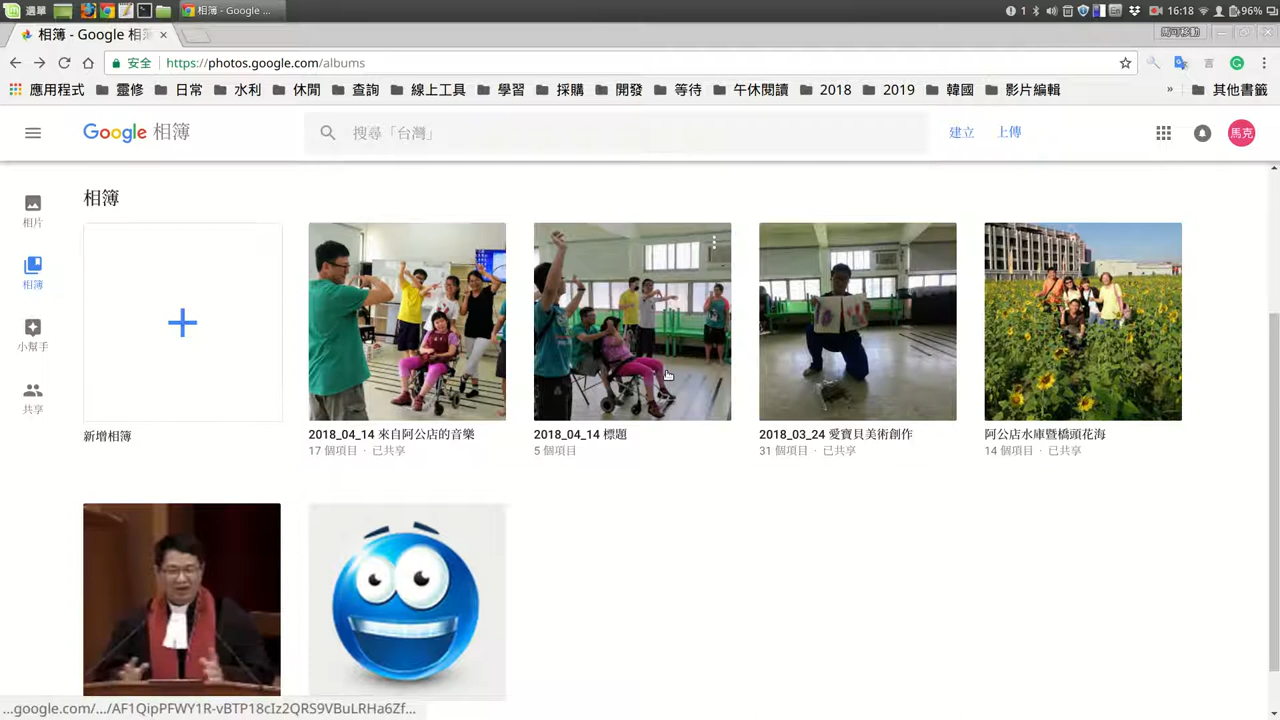 選單
相簿 - Google ...
1
16:18
96%
相簿 - Google 相
馬可移動
安全
https://photos.google.com/albums
應用程式
靈修
日常
水利
休閒
查詢
線上工具
學習
採購
開發
等待
午休閱讀
2018
2019
韓國
影片編輯
»
其他書籤
Google 相簿
搜尋「台灣」
建立
上傳
馬克
相簿
相片
相簿
小幫手
共享
新增相簿
2018_04_14 來自阿公店的音樂
17 個項目 · 已共享
2018_04_14 標題
5 個項目
2018_03_24 愛寶貝美術創作
31 個項目 · 已共享
阿公店水庫暨橋頭花海
14 個項目 · 已共享
...google.com/.../AF1QipPFWY1R-vBTP18cIz2QRS9VBuLRHa6Zf...